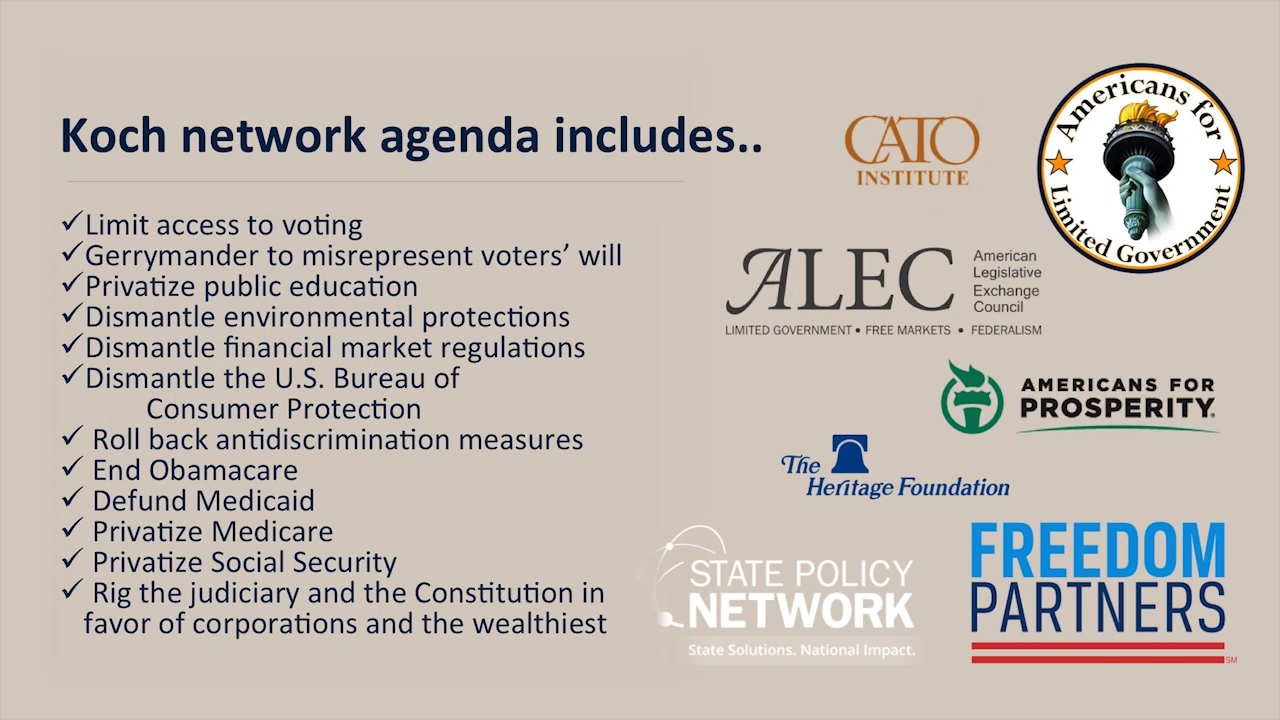 Koch network agenda includes..
✓Limit access to voting
✓Gerrymander to misrepresent voters’ will
✓Privatize public education
✓Dismantle environmental protections
✓Dismantle financial market regulations
✓Dismantle the U.S. Bureau of
Consumer Protection
✓ Roll back antidiscrimination measures
✓ End Obamacare
✓ Defund Medicaid
✓ Privatize Medicare
✓ Privatize Social Security
✓ Rig the judiciary and the Constitution in
favor of corporations and the wealthiest
CATO
INSTITUTE
Americans for
Limited Government
ALEC
American
Legislative
Exchange
Council
LIMITED GOVERNMENT • FREE MARKETS • FEDERALISM
AMERICANS FOR
PROSPERITY®
The
Heritage Foundation
STATE POLICY
NETWORK
State Solutions. National Impact.
FREEDOM
PARTNERS
SM